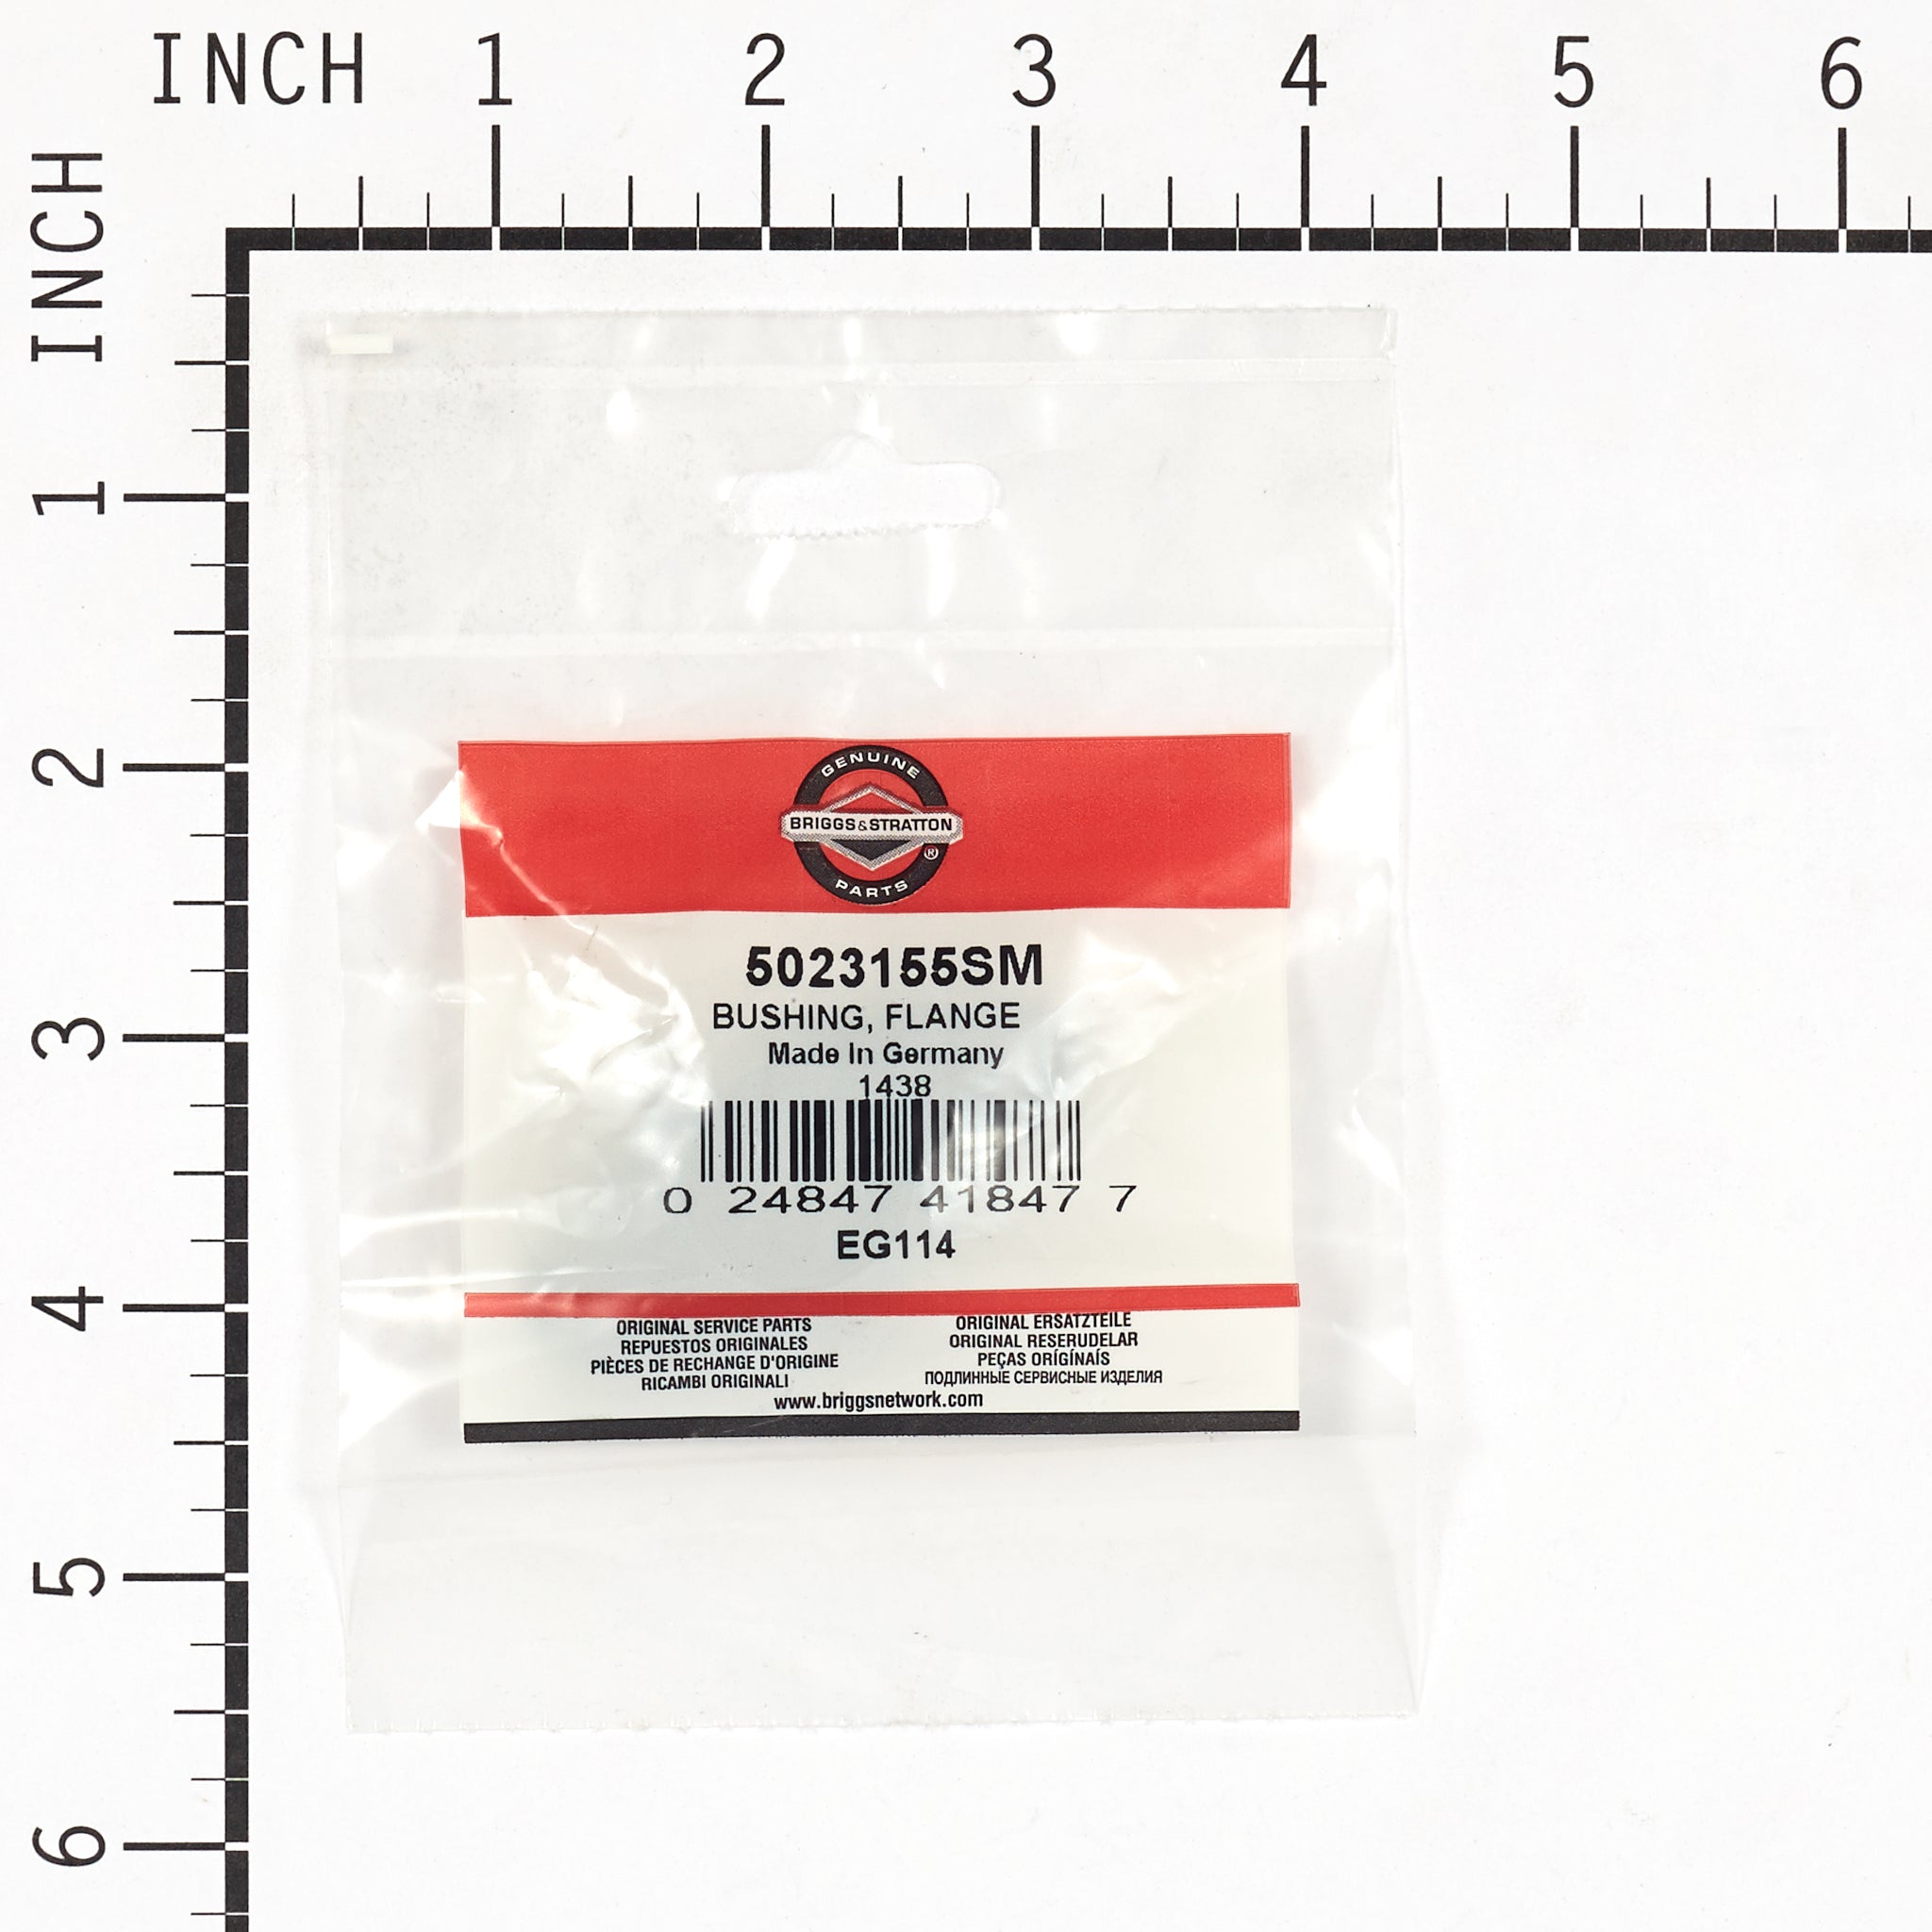 INCH 1 2 3 4 5 6
INCH 1 2 3 4 5 6
GENUINE
BRIGGS&STRATTON
®
PARTS
5023155SM
BUSHING, FLANGE
Made In Germany
1438
0 24847 41847 7
EG114
ORIGINAL SERVICE PARTS
REPUESTOS ORIGINALES
PIÈCES DE RECHANGE D'ORIGINE
RICAMBI ORIGINALI
ORIGINAL ERSATZTEILE
ORIGINAL RESERUDELAR
PEÇAS ORÍGÍNAÍS
ПОДЛИННЫЕ СЕРВИСНЫЕ ИЗДЕЛИЯ
www.briggsnetwork.com